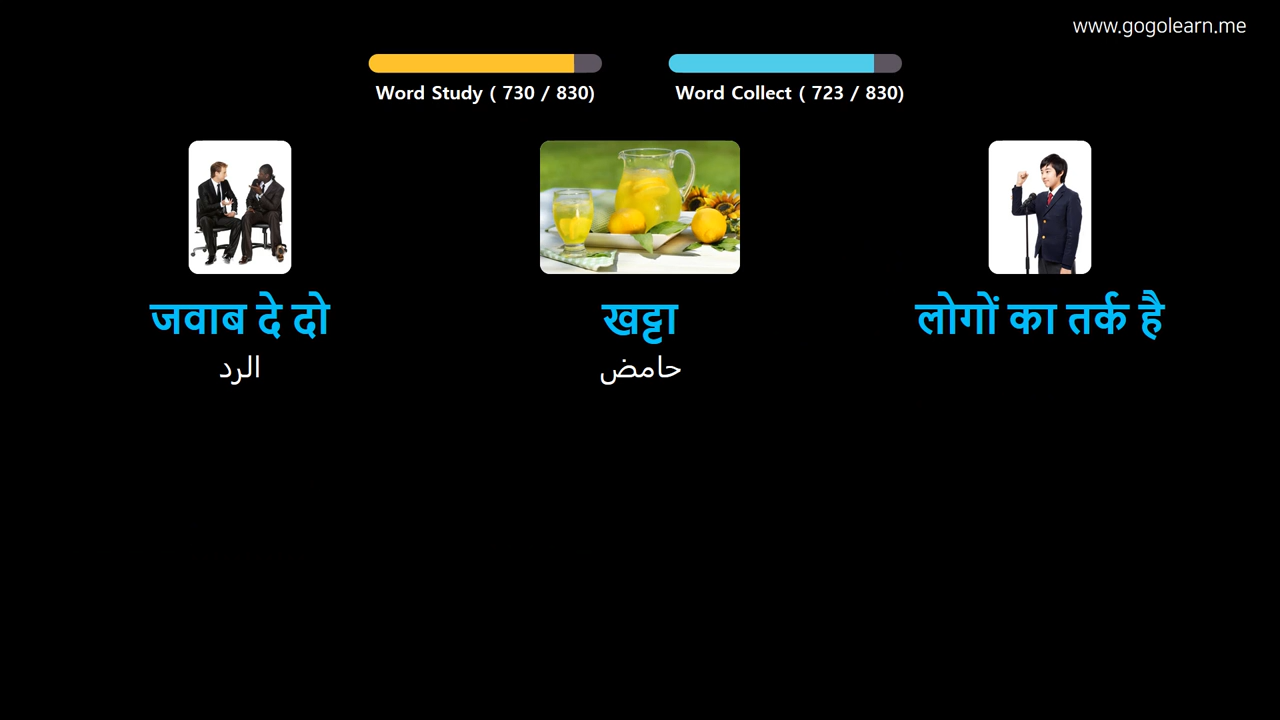 www.gogolearn.me
Word Study ( 730 / 830)
Word Collect ( 723 / 830)
जवाब दे दो
الرد
खट्टा
حامض
लोगों का तर्क है